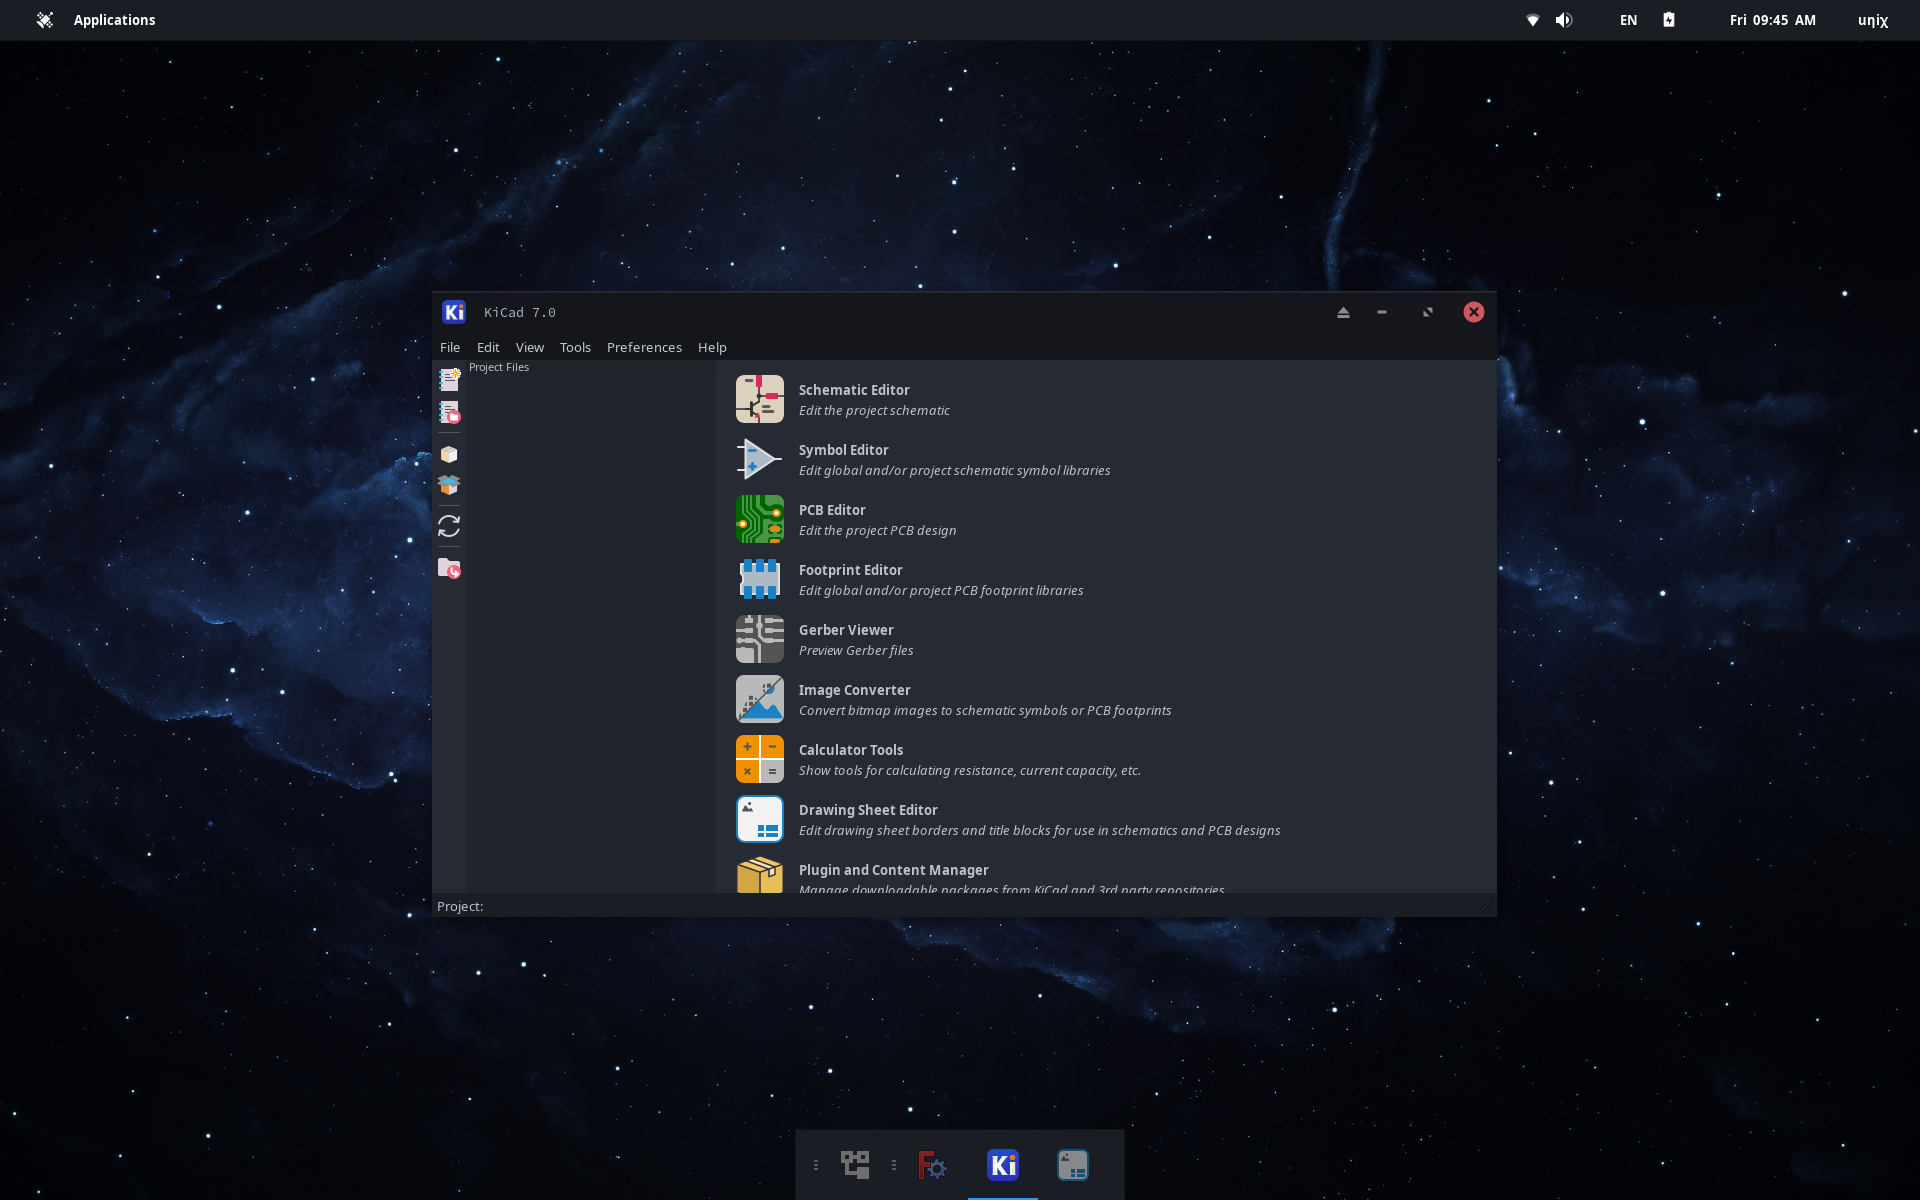 Applications
EN
Fri 09:45 AM
υηίχ
Ki
KiCad 7.0
File Edit View Tools Preferences Help
Project Files
Schematic Editor
Edit the project schematic
Symbol Editor
Edit global and/or project schematic symbol libraries
PCB Editor
Edit the project PCB design
Footprint Editor
Edit global and/or project PCB footprint libraries
Gerber Viewer
Preview Gerber files
Image Converter
Convert bitmap images to schematic symbols or PCB footprints
Calculator Tools
Show tools for calculating resistance, current capacity, etc.
Drawing Sheet Editor
Edit drawing sheet borders and title blocks for use in schematics and PCB designs
Plugin and Content Manager
Manage downloadable packages from KiCad and 3rd party repositories
Project:
Ki